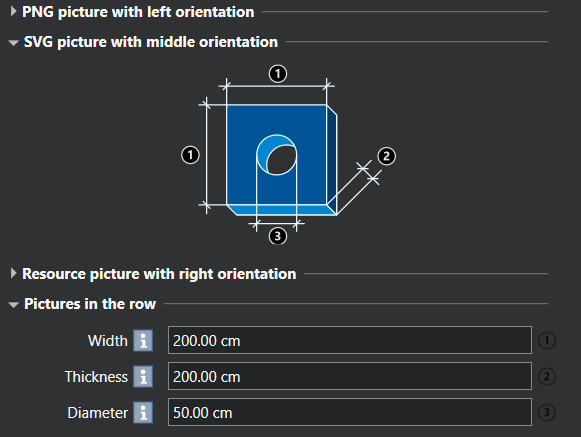 PNG picture with left orientation
SVG picture with middle orientation
1
1
2
3
Resource picture with right orientation
Pictures in the row
Width i 200.00 cm 1
Thickness i 200.00 cm 2
Diameter i 50.00 cm 3